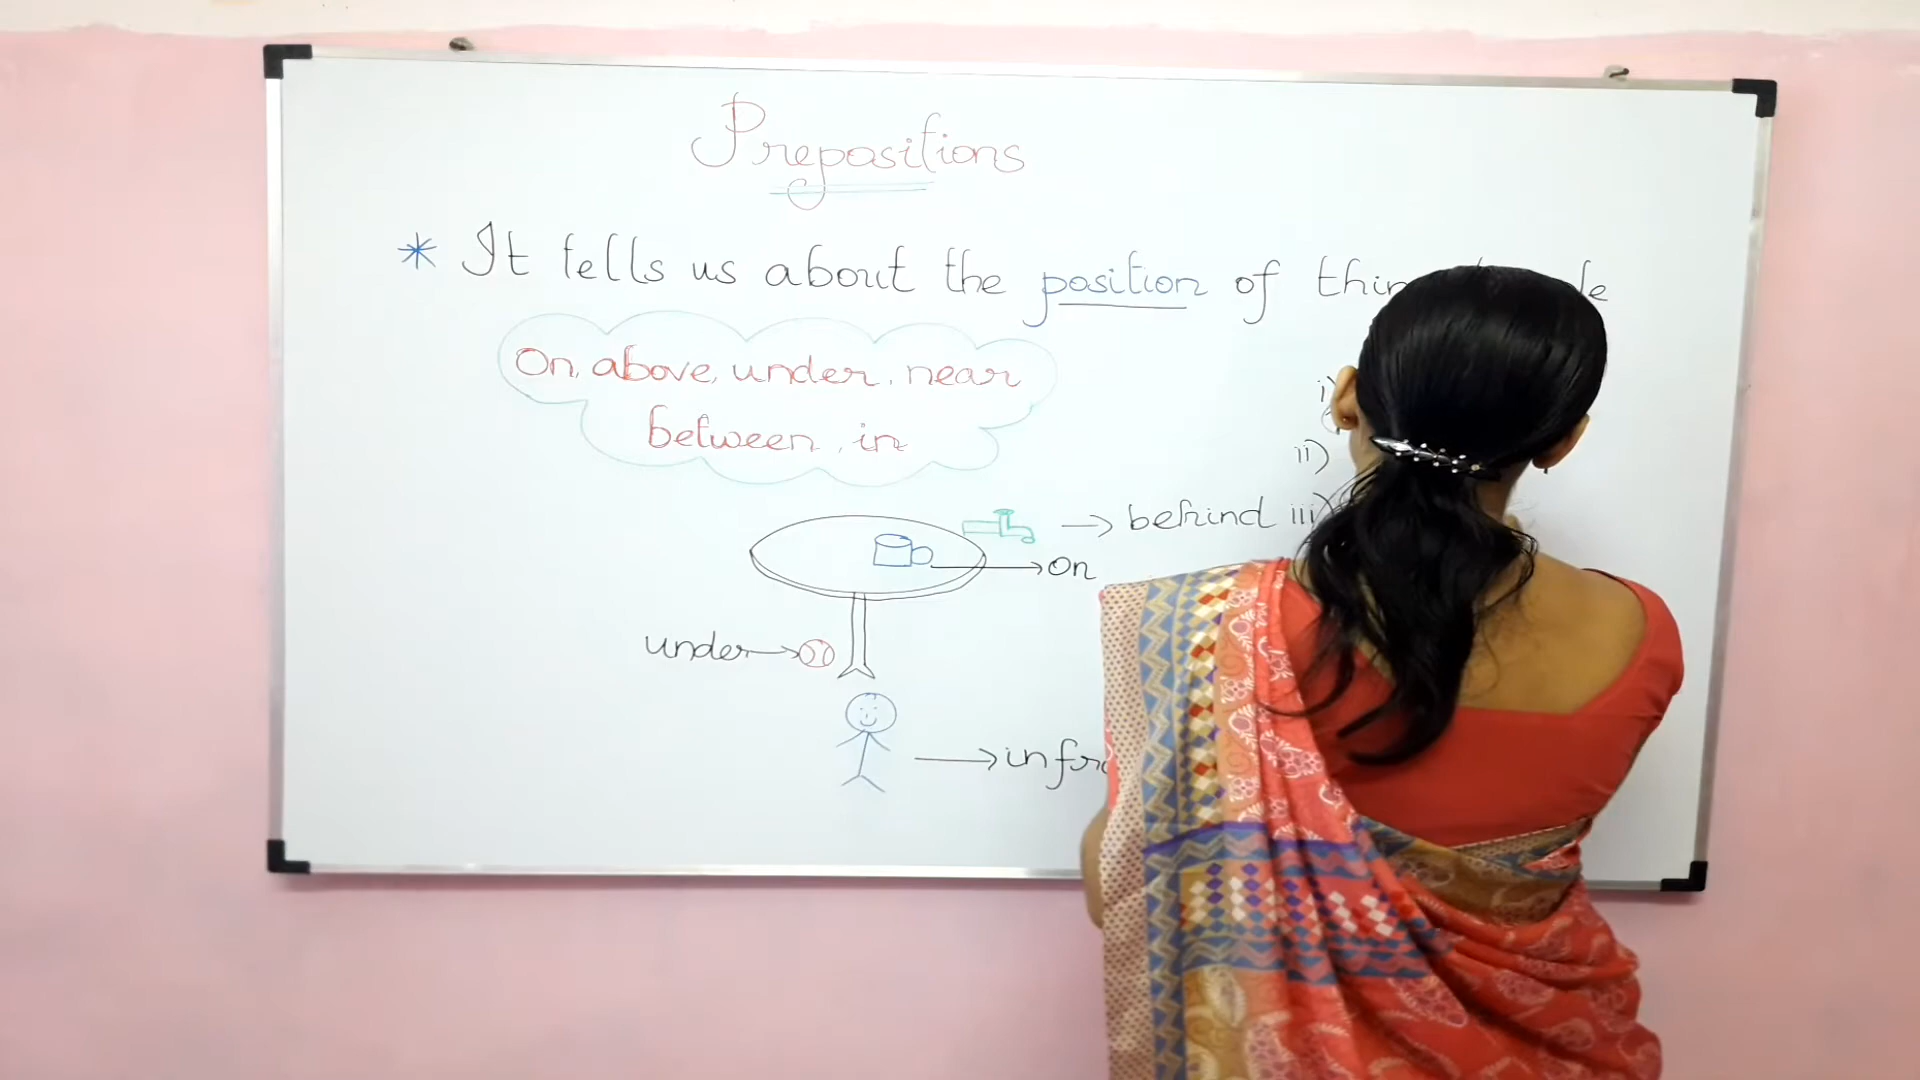 Prepositions
* It tells us about the position of
On, above, under, near
between, in
i)
ii)
→ behind iii)
→ on
under →
→ in